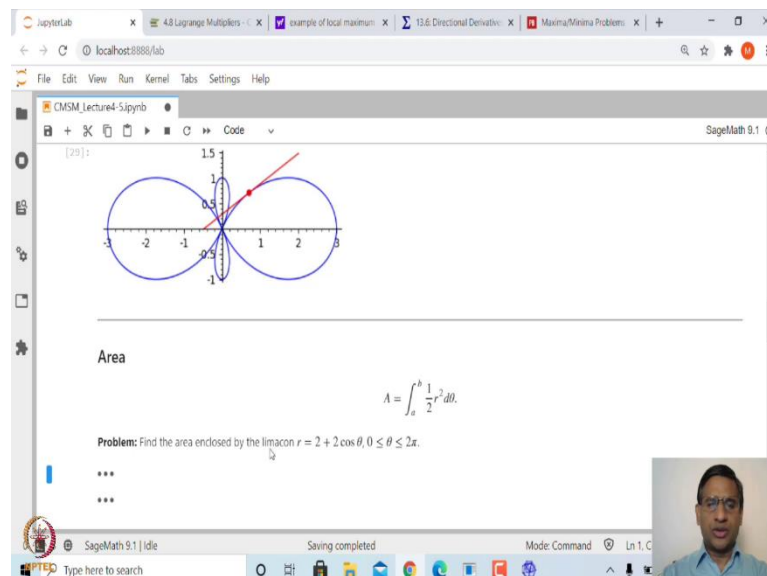 JupyterLab
4.8 Lagrange Multipliers -
example of local maximum
13.6: Directional Derivative
Maxima/Minima Problems
localhost:8888/lab
File Edit View Run Kernel Tabs Settings Help
CMSM_Lecture4-5.ipynb
Code
SageMath 9.1
[29]:
1.5
1
0.5
-3 -2 -1 1 2 3
-0.5
-1
Area
A = ∫_a^b 1/2 r² dθ.
Problem: Find the area enclosed by the limacon r = 2 + 2 cos θ, 0 ≤ θ ≤ 2π.
SageMath 9.1 | Idle
Saving completed
Mode: Command
Ln 1, C
NPTEL
Type here to search